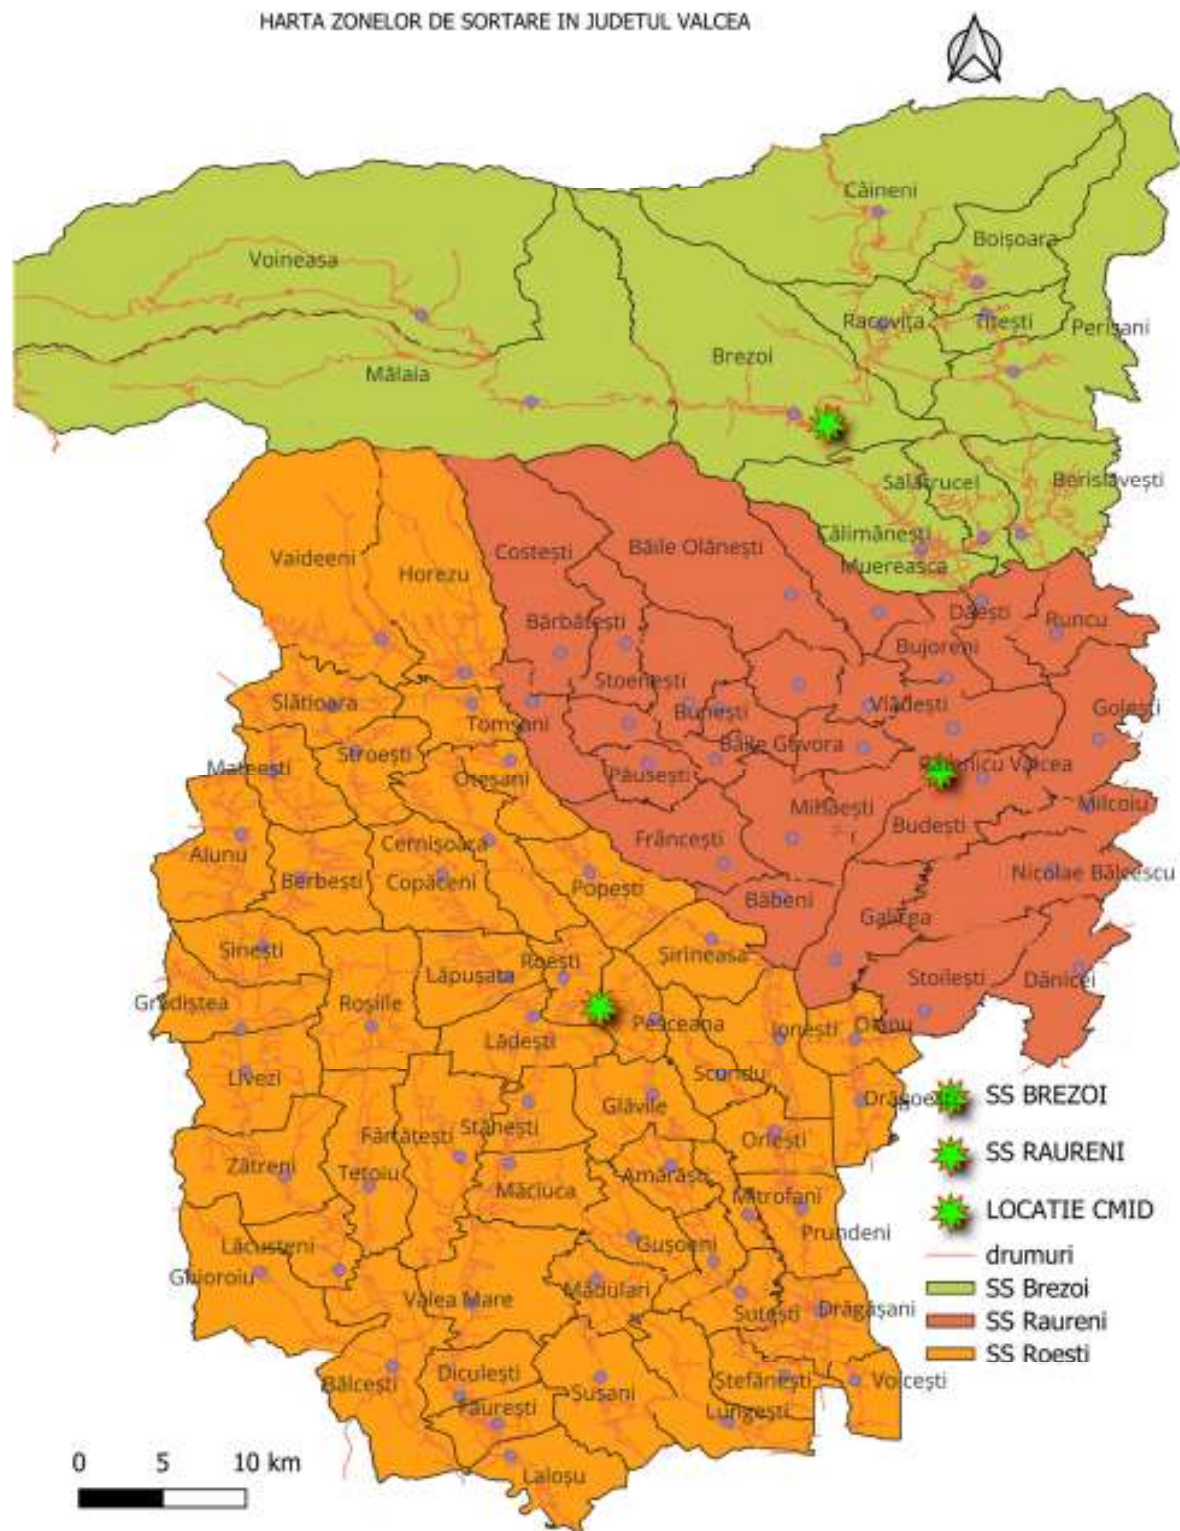 HARTA ZONELOR DE SORTARE IN JUDETUL VALCEA
Câineni
Boișoara
Voineasa
Racovița
Titești
Perișani
Brezoi
Mălaia
Sălătrucel
Berislăvești
Călimănești
Costești
Băile Olănești
Vaideeni
Muereasca
Horezu
Dăești
Runcu
Bărbătești
Bujoreni
Stoenești
Slătioara
Vlădești
Golești
Bunești
Tomșani
Băile Govora
Stroești
Râmnicu Vâlcea
Mateești
Oteșani
Păușești
Mihăești
Milcoiu
Budești
Frâncești
Cernișoara
Alunu
Nicolae Bălcescu
Berbești
Copăceni
Popești
Băbeni
Galicea
Sinești
Șirineasa
Roești
Lăpușata
Stoilești
Dănicei
Grădiștea
Roșiile
Pesceana
Ionești
Olanu
Lădești
Livezi
Scundu
SS BREZOI
Glăvile
Drăgoești
Stănești
Fârtățești
Orlești
SS RAURENI
Zătreni
Tetoiu
Amărăști
Măciuca
Mitrofani
LOCATIE CMID
Prundeni
Lăcusteni
Gușoeni
drumuri
Ghioroiu
Mădulari
SS Brezoi
Valea Mare
Sutești
Drăgășani
SS Raureni
SS Roesti
Diculești
Bălcești
Ștefănești
Voicești
Susani
Făurești
Lungești
0 5 10 km
Laloșu